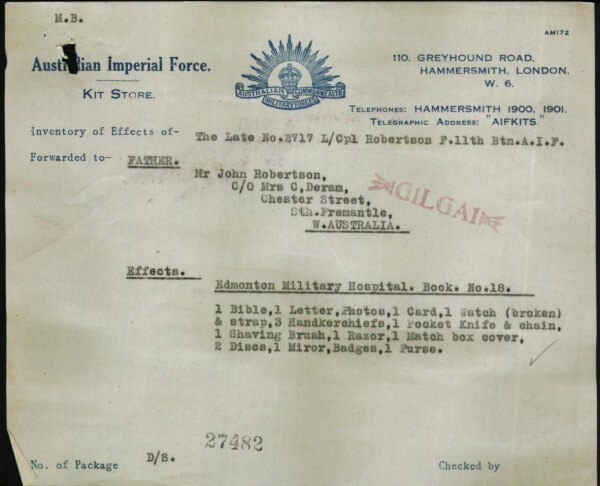 M.B.
AM172
Australian Imperial Force.
Kit Store.
AUSTRALIAN COMMONWEALTH
MILITARY FORCES
110, GREYHOUND ROAD,
HAMMERSMITH, LONDON.
W. 6.
Telephones: HAMMERSMITH 1900, 1901.
Telegraphic Address: "AIFKITS."
Inventory of Effects of- The Late No.2717 L/Cpl Robertson F.11th Btn.A.I.F.
Forwarded to- FATHER.
Mr John Robertson,
C/O Mrs C,Deram,
Chester Street,
Sth.Fremantle,
W.AUSTRALIA.
GILGAI
Effects. Edmonton Military Hospital. Book. No.18.
1 Bible,1 Letter,Photos,1 Card,1 Watch (broken)
& strap,3 Handkerchiefs,1 Pocket Knife & chain,
1 Shaving Brush,1 Razor,1 Match box cover,
2 Discs,1 Miror,Badges,1 Purse.
27482
No. of Package D/S. Checked by